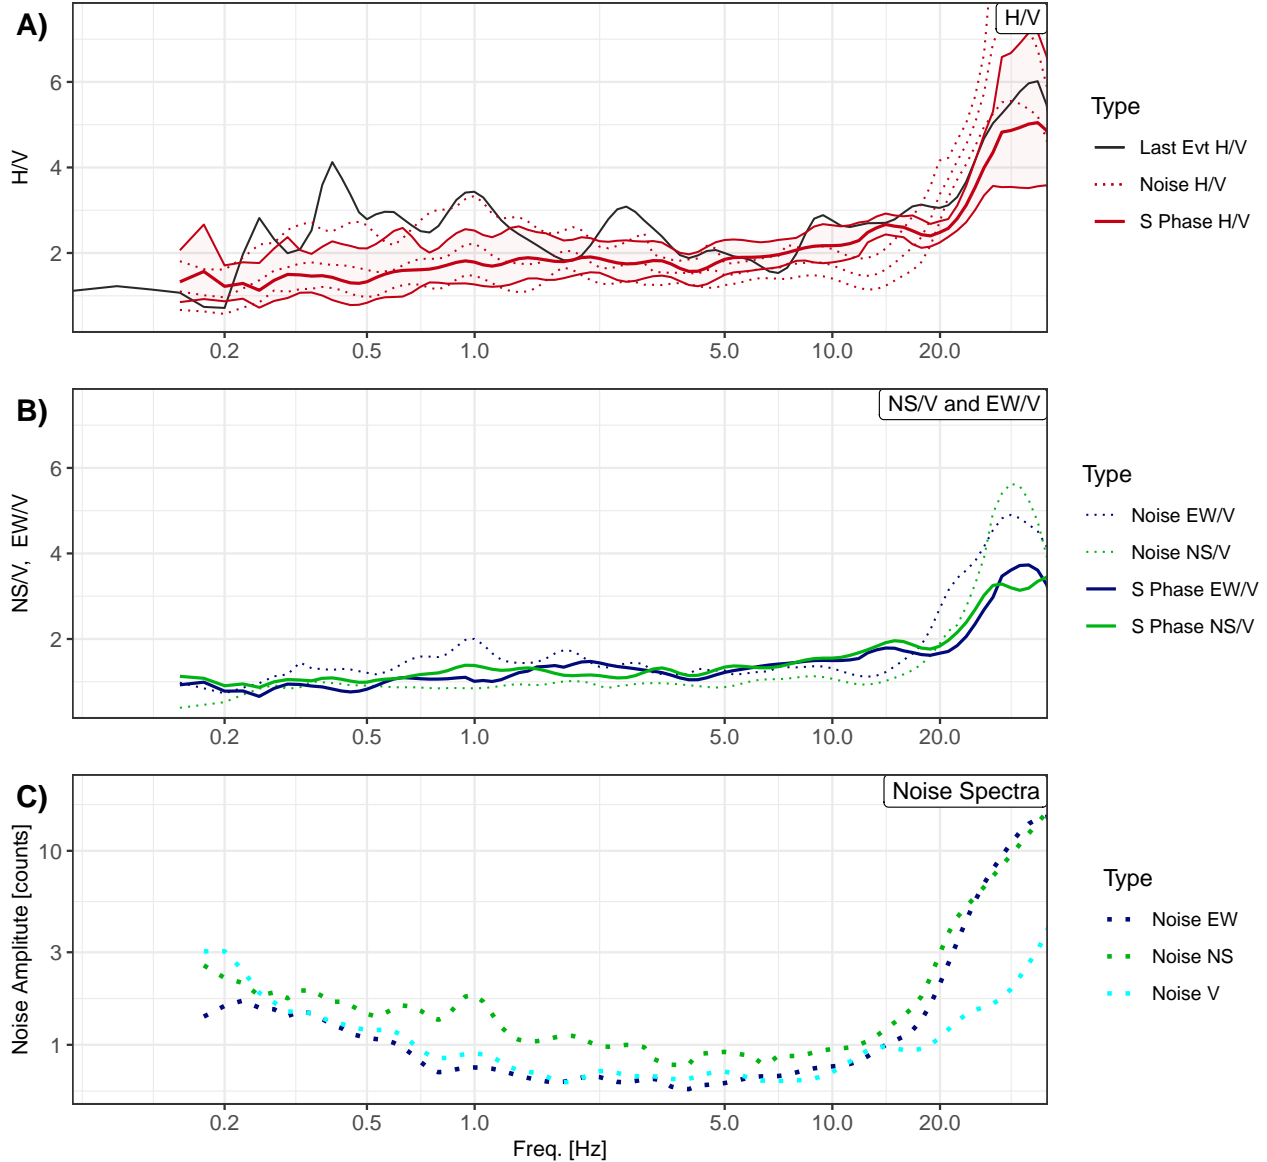 A)
H/V
H/V
6
4
2
0.2 0.5 1.0 5.0 10.0 20.0
Type
Last Evt H/V
Noise H/V
S Phase H/V
B)
NS/V and EW/V
NS/V, EW/V
6
4
2
0.2 0.5 1.0 5.0 10.0 20.0
Type
Noise EW/V
Noise NS/V
S Phase EW/V
S Phase NS/V
C)
Noise Spectra
Noise Amplitute [counts]
10
3
1
0.2 0.5 1.0 5.0 10.0 20.0
Freq. [Hz]
Type
Noise EW
Noise NS
Noise V